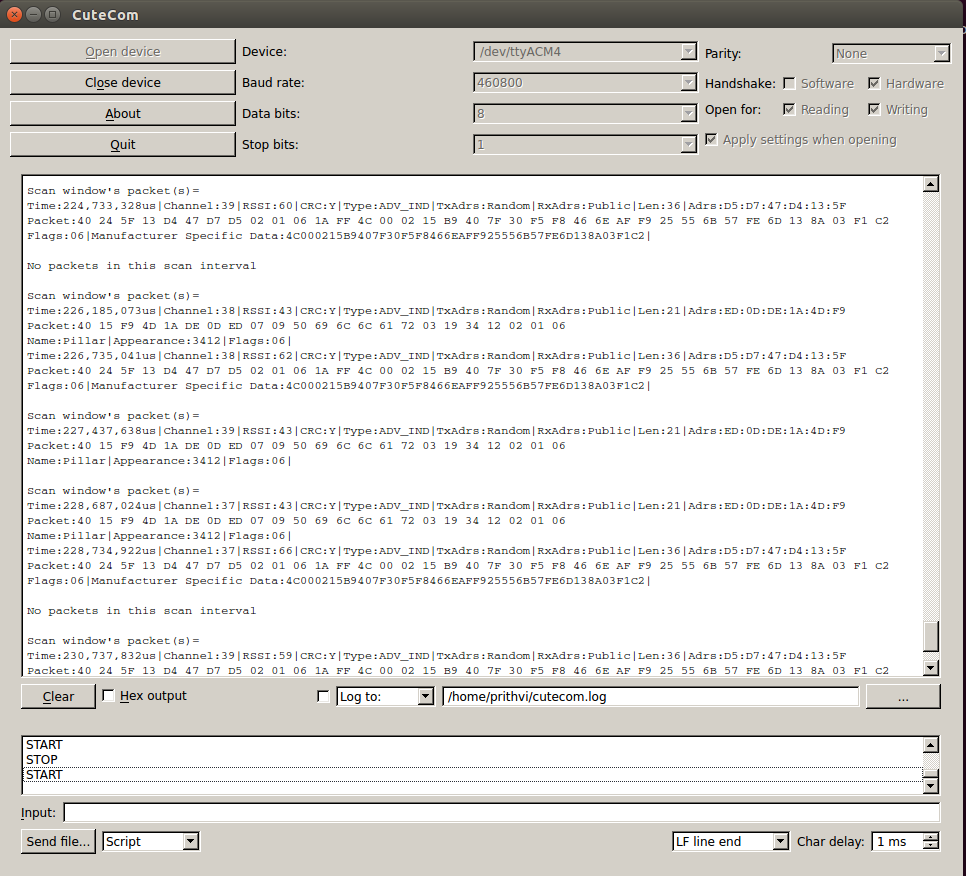 CuteCom
Open device Device: /dev/ttyACM4 Parity: None
Close device Baud rate: 460800 Handshake: Software Hardware
About Data bits: 8 Open for: Reading Writing
Quit Stop bits: 1 Apply settings when opening
Scan window's packet(s)=
Time:224,733,328us|Channel:39|RSSI:60|CRC:Y|Type:ADV_IND|TxAdrs:Random|RxAdrs:Public|Len:36|Adrs:D5:D7:47:D4:13:5F
Packet:40 24 5F 13 D4 47 D7 D5 02 01 06 1A FF 4C 00 02 15 B9 40 7F 30 F5 F8 46 6E AF F9 25 55 6B 57 FE 6D 13 8A 03 F1 C2
Flags:06|Manufacturer Specific Data:4C000215B9407F30F5F8466EAFF925556B57FE6D138A03F1C2|
No packets in this scan interval
Scan window's packet(s)=
Time:226,185,073us|Channel:38|RSSI:43|CRC:Y|Type:ADV_IND|TxAdrs:Random|RxAdrs:Public|Len:21|Adrs:ED:0D:DE:1A:4D:F9
Packet:40 15 F9 4D 1A DE 0D ED 07 09 50 69 6C 6C 61 72 03 19 34 12 02 01 06
Name:Pillar|Appearance:3412|Flags:06|
Time:226,735,041us|Channel:38|RSSI:62|CRC:Y|Type:ADV_IND|TxAdrs:Random|RxAdrs:Public|Len:36|Adrs:D5:D7:47:D4:13:5F
Packet:40 24 5F 13 D4 47 D7 D5 02 01 06 1A FF 4C 00 02 15 B9 40 7F 30 F5 F8 46 6E AF F9 25 55 6B 57 FE 6D 13 8A 03 F1 C2
Flags:06|Manufacturer Specific Data:4C000215B9407F30F5F8466EAFF925556B57FE6D138A03F1C2|
Scan window's packet(s)=
Time:227,437,638us|Channel:39|RSSI:43|CRC:Y|Type:ADV_IND|TxAdrs:Random|RxAdrs:Public|Len:21|Adrs:ED:0D:DE:1A:4D:F9
Packet:40 15 F9 4D 1A DE 0D ED 07 09 50 69 6C 6C 61 72 03 19 34 12 02 01 06
Name:Pillar|Appearance:3412|Flags:06|
Scan window's packet(s)=
Time:228,687,024us|Channel:37|RSSI:43|CRC:Y|Type:ADV_IND|TxAdrs:Random|RxAdrs:Public|Len:21|Adrs:ED:0D:DE:1A:4D:F9
Packet:40 15 F9 4D 1A DE 0D ED 07 09 50 69 6C 6C 61 72 03 19 34 12 02 01 06
Name:Pillar|Appearance:3412|Flags:06|
Time:228,734,922us|Channel:37|RSSI:66|CRC:Y|Type:ADV_IND|TxAdrs:Random|RxAdrs:Public|Len:36|Adrs:D5:D7:47:D4:13:5F
Packet:40 24 5F 13 D4 47 D7 D5 02 01 06 1A FF 4C 00 02 15 B9 40 7F 30 F5 F8 46 6E AF F9 25 55 6B 57 FE 6D 13 8A 03 F1 C2
Flags:06|Manufacturer Specific Data:4C000215B9407F30F5F8466EAFF925556B57FE6D138A03F1C2|
No packets in this scan interval
Scan window's packet(s)=
Time:230,737,832us|Channel:39|RSSI:59|CRC:Y|Type:ADV_IND|TxAdrs:Random|RxAdrs:Public|Len:36|Adrs:D5:D7:47:D4:13:5F
Packet:40 24 5F 13 D4 47 D7 D5 02 01 06 1A FF 4C 00 02 15 B9 40 7F 30 F5 F8 46 6E AF F9 25 55 6B 57 FE 6D 13 8A 03 F1 C2
Clear Hex output Log to: /home/prithvi/cutecom.log ...
START
STOP
START
Input:
Send file... Script LF line end Char delay: 1 ms